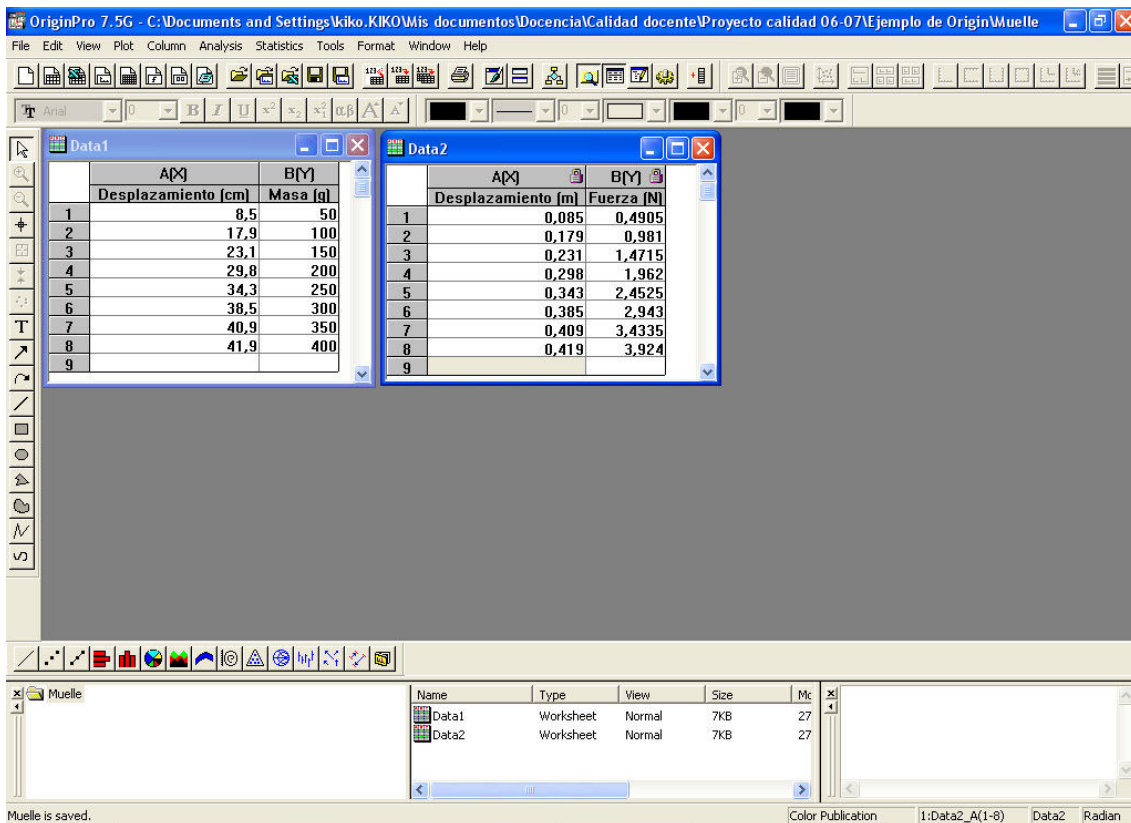 OriginPro 7.5G - C:\Documents and Settings\kiko.KIKO\Mis documentos\Docencia\Calidad docente\Proyecto calidad 06-07\Ejemplo de Origin\Muelle
File Edit View Plot Column Analysis Statistics Tools Format Window Help
Arial 0 B I U αβ A A 0 0
Data1
A(X) B(Y)
Desplazamiento (cm) Masa (g)
1 8,5 50
2 17,9 100
3 23,1 150
4 29,8 200
5 34,3 250
6 38,5 300
7 40,9 350
8 41,9 400
9
Data2
A(X) B(Y)
Desplazamiento (m) Fuerza (N)
1 0,085 0,4905
2 0,179 0,981
3 0,231 1,4715
4 0,298 1,962
5 0,343 2,4525
6 0,385 2,943
7 0,409 3,4335
8 0,419 3,924
9
T
Muelle
Name Type View Size Mc
Data1 Worksheet Normal 7KB 27
Data2 Worksheet Normal 7KB 27
Muelle is saved. Color Publication 1:Data2_A(1-8) Data2 Radian